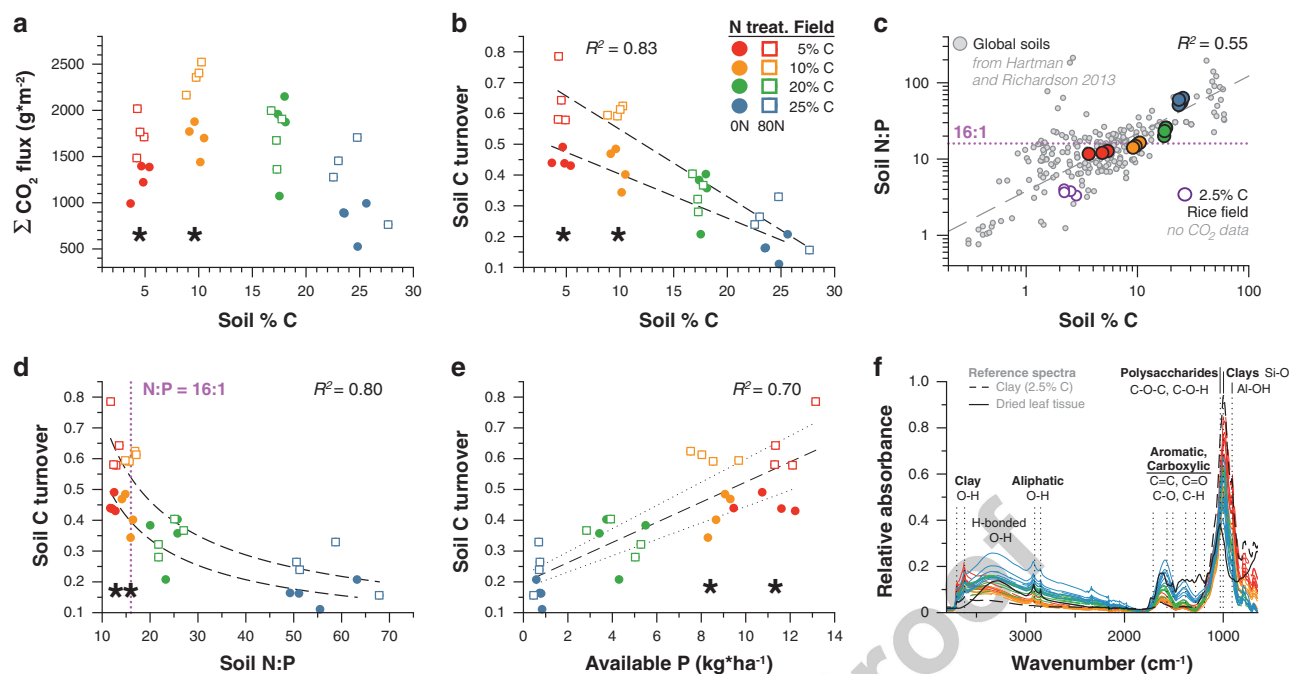 a
Σ CO₂ flux (g*m⁻²)
2500
2000
1500
1000
500
* *
5 10 15 20 25 30
Soil % C
b
R² = 0.83
N treat. Field
5% C
10% C
20% C
25% C
0N 80N
Soil C turnover
0.8
0.7
0.6
0.5
0.4
0.3
0.2
0.1
* *
5 10 15 20 25 30
Soil % C
c
Global soils
from Hartman
and Richardson 2013
R² = 0.55
16:1
Soil N:P
100
10
1
2.5% C
Rice field
no CO₂ data
1 10 100
Soil % C
d
N:P = 16:1
R² = 0.80
Soil C turnover
0.8
0.7
0.6
0.5
0.4
0.3
0.2
0.1
**
10 20 30 40 50 60 70
Soil N:P
e
R² = 0.70
Soil C turnover
0.8
0.7
0.6
0.5
0.4
0.3
0.2
0.1
* *
0 2 4 6 8 10 12 14
Available P (kg*ha⁻¹)
f
Reference spectra
Clay (2.5% C)
Dried leaf tissue
Polysaccharides
C-O-C, C-O-H
Clays Si-O
Al-OH
Aromatic,
Carboxylic
C=C, C=O
C-O, C-H
Clay
O-H
Aliphatic
O-H
H-bonded
O-H
Relative absorbance
1.0
0.8
0.6
0.4
0.2
0
3000 2000 1000
Wavenumber (cm⁻¹)
roof